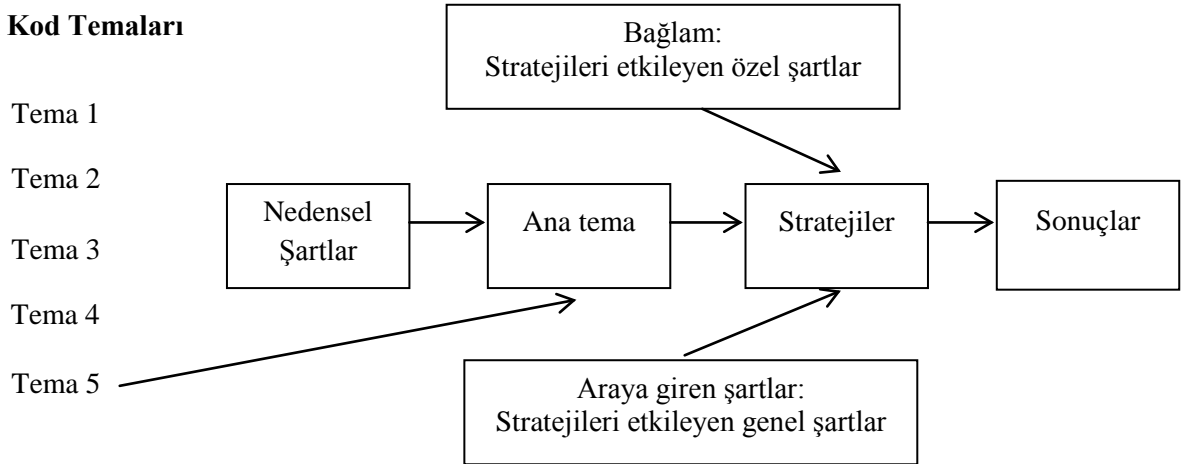 Kod Temaları
Bağlam:
Stratejileri etkileyen özel şartlar
Tema 1
Tema 2
Tema 3
Tema 4
Tema 5
Nedensel
Şartlar
Ana tema
Stratejiler
Sonuçlar
Araya giren şartlar:
Stratejileri etkileyen genel şartlar